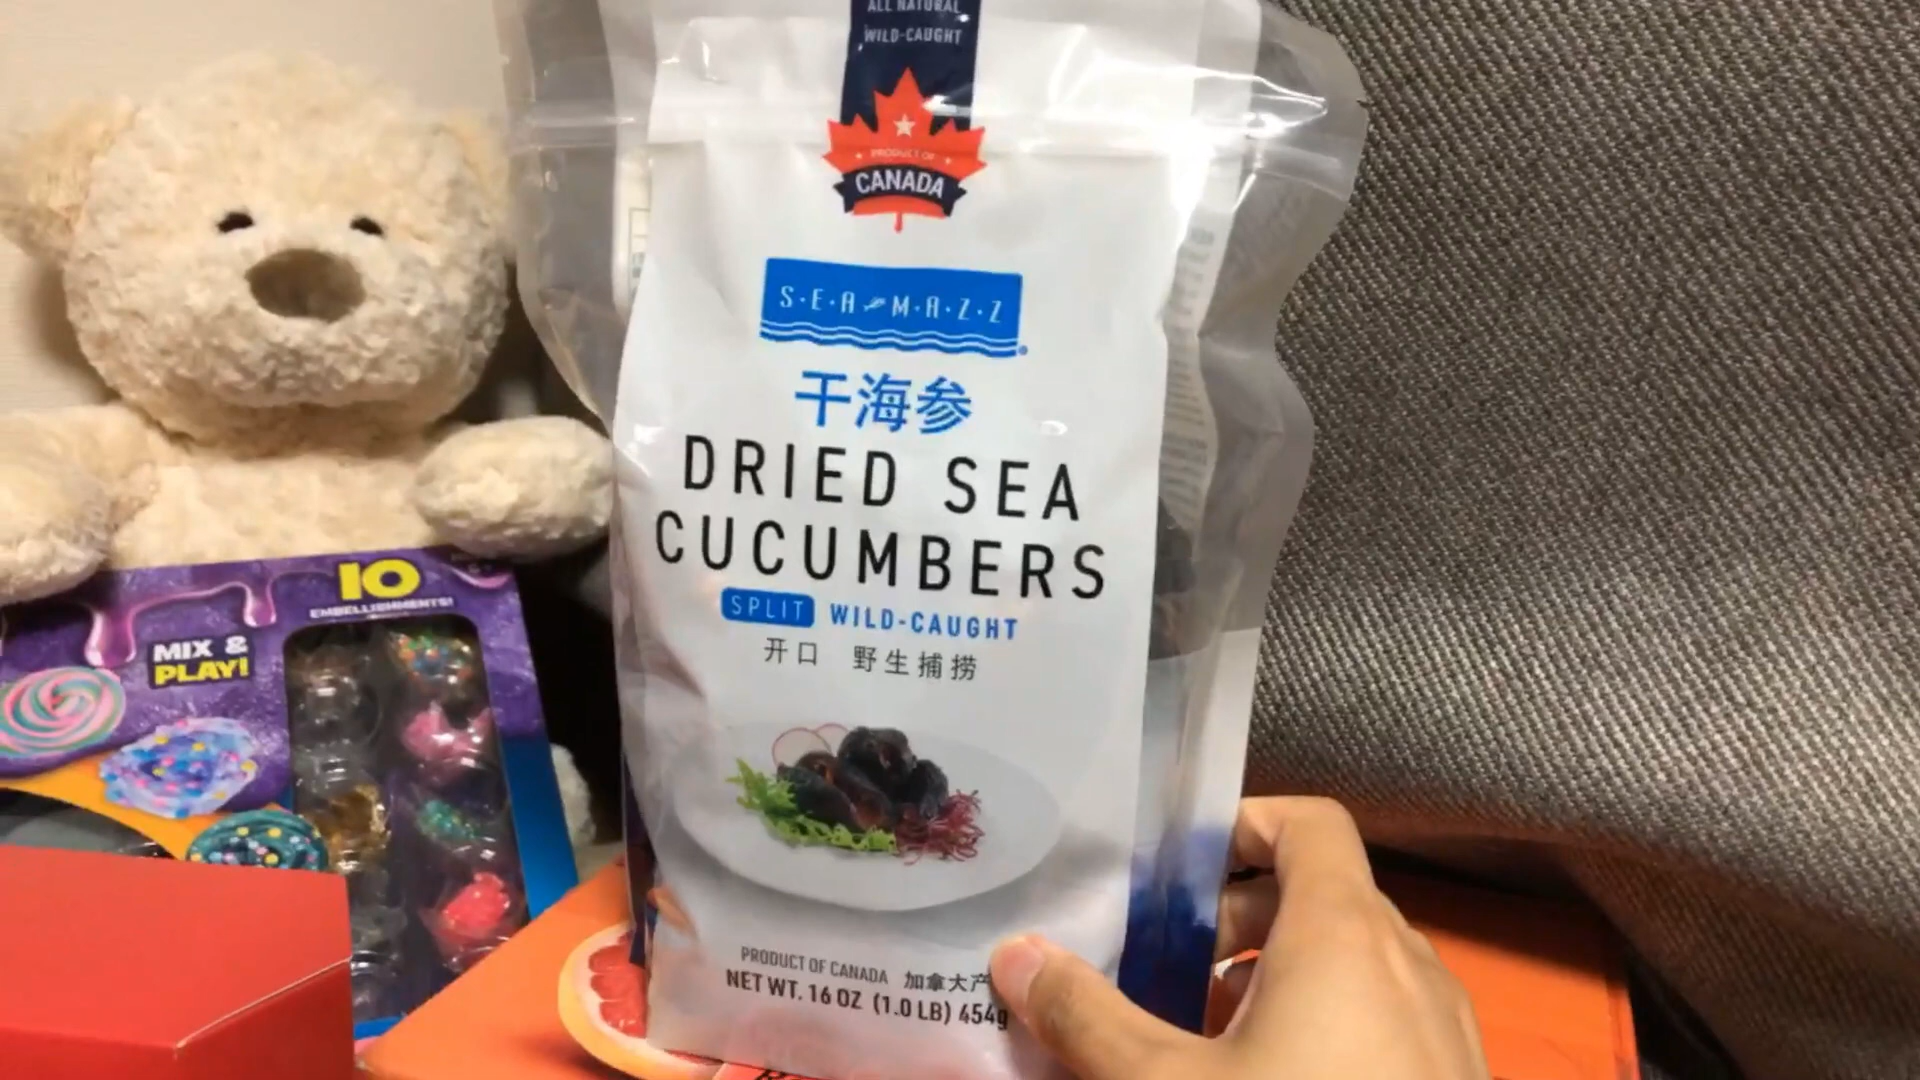 ALL NATURAL
WILD-CAUGHT
PRODUCT OF
CANADA
S·E·A M·A·Z·Z
干海参
DRIED SEA
CUCUMBERS
SPLIT WILD-CAUGHT
开口 野生捕捞
PRODUCT OF CANADA 加拿大产
NET WT. 16 OZ (1.0 LB) 454g
10
EMBELLISHMENTS!
MIX &
PLAY!